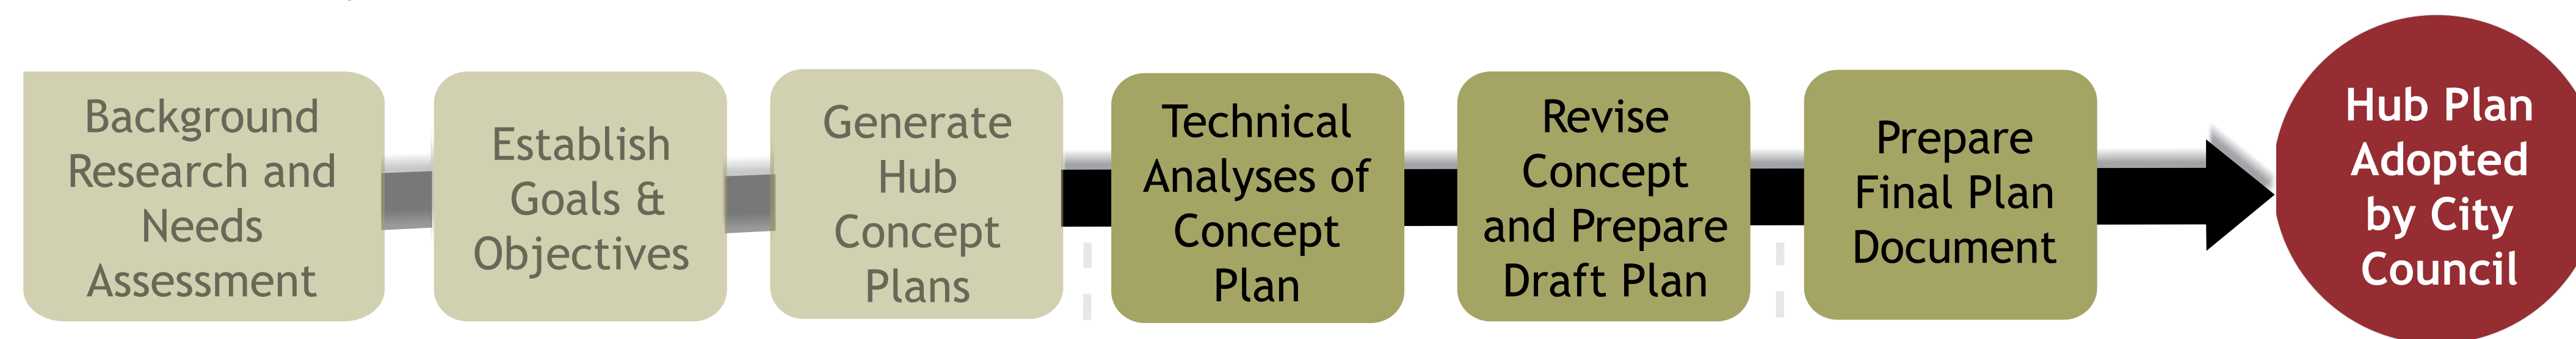 Background
Research and
Needs
Assessment
Establish
Goals &
Objectives
Generate
Hub
Concept
Plans
Technical
Analyses of
Concept
Plan
Revise
Concept
and Prepare
Draft Plan
Prepare
Final Plan
Document
Hub Plan
Adopted
by City
Council